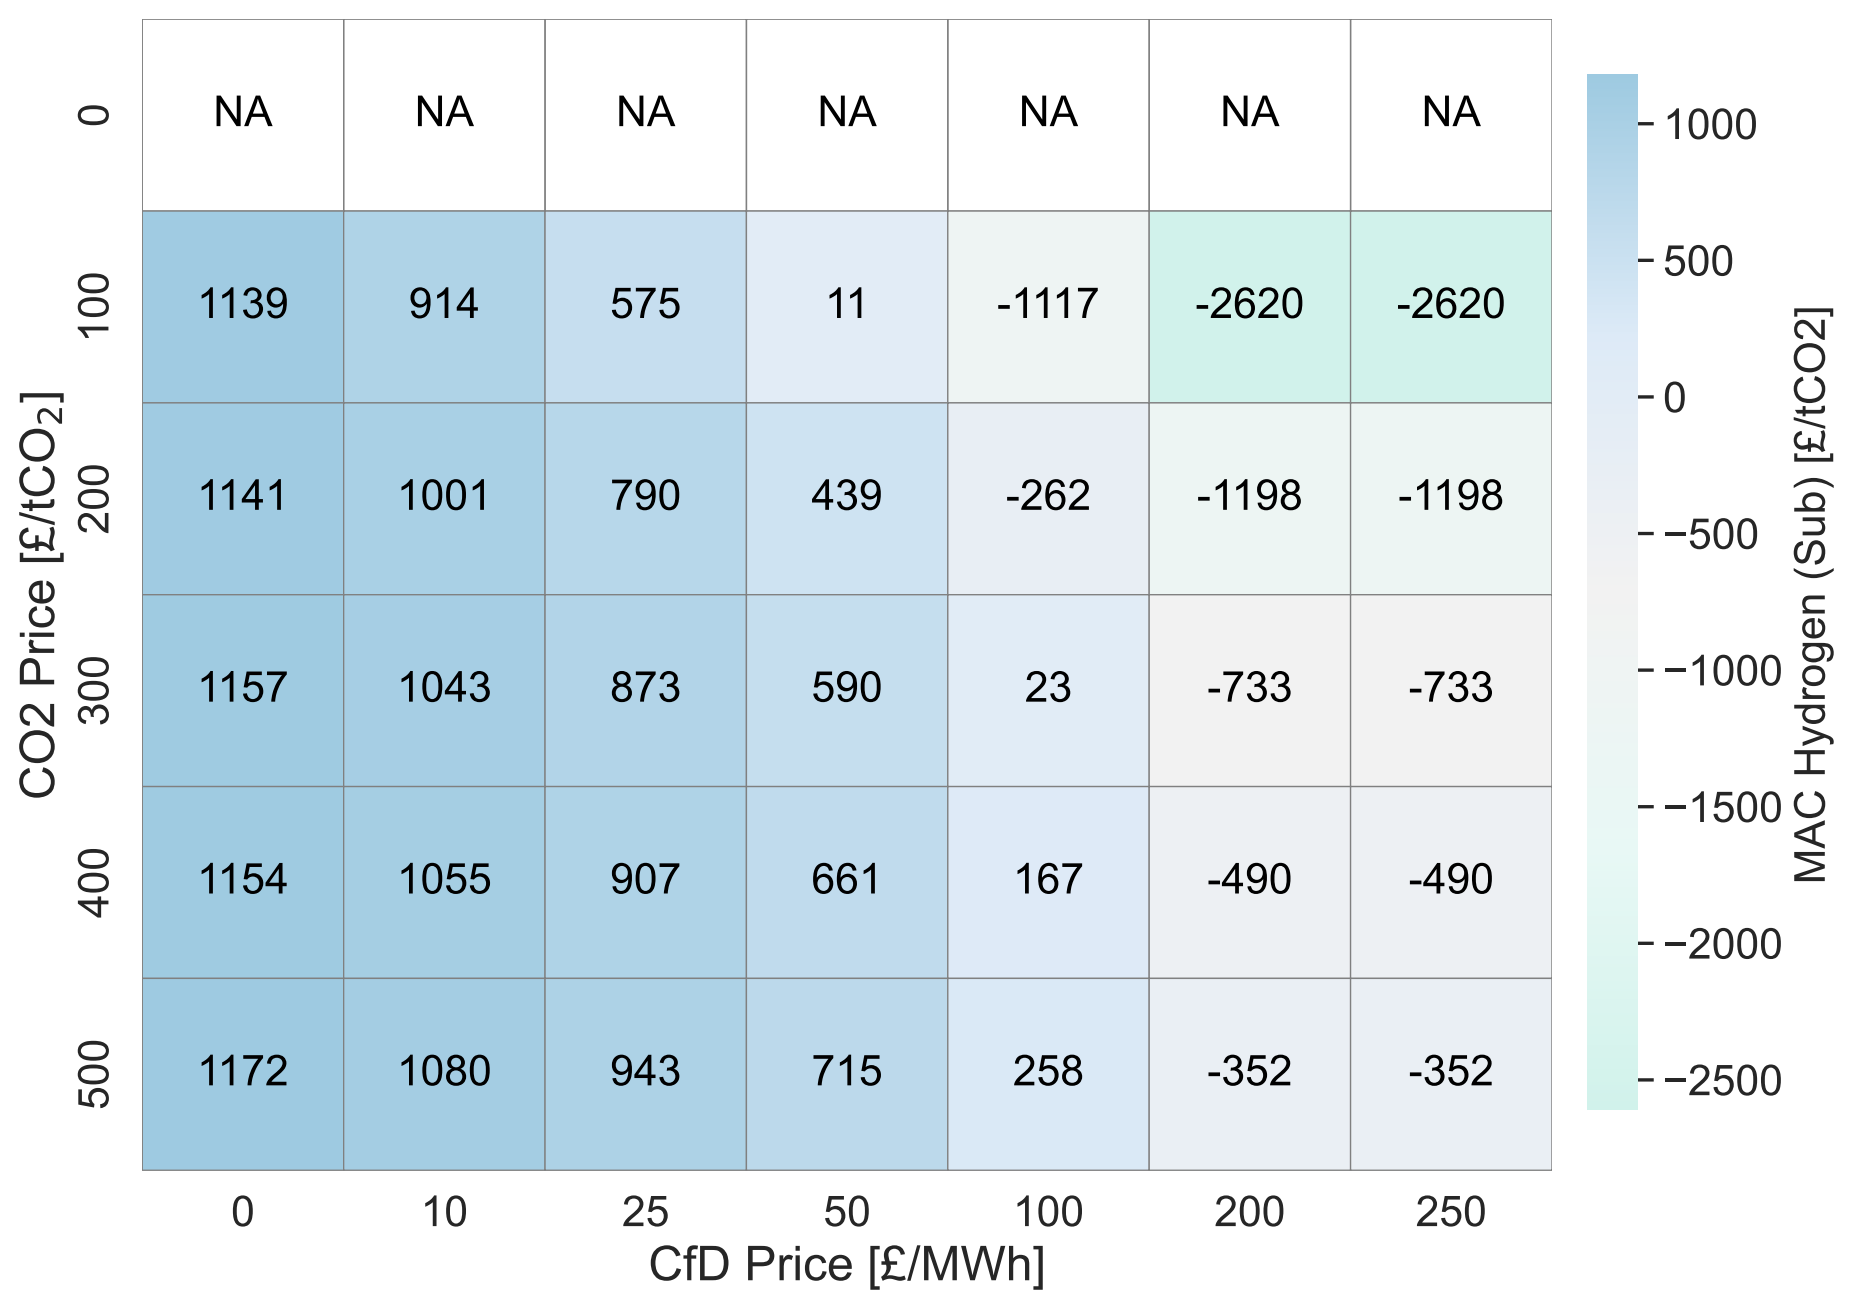 NA NA NA NA NA NA NA
1139 914 575 11 -1117 -2620 -2620
1141 1001 790 439 -262 -1198 -1198
1157 1043 873 590 23 -733 -733
1154 1055 907 661 167 -490 -490
1172 1080 943 715 258 -352 -352
0
100
200
300
400
500
CO2 Price [£/tCO₂]
0 10 25 50 100 200 250
CfD Price [£/MWh]
1000
500
0
−500
−1000
−1500
−2000
−2500
MAC Hydrogen (Sub) [£/tCO2]